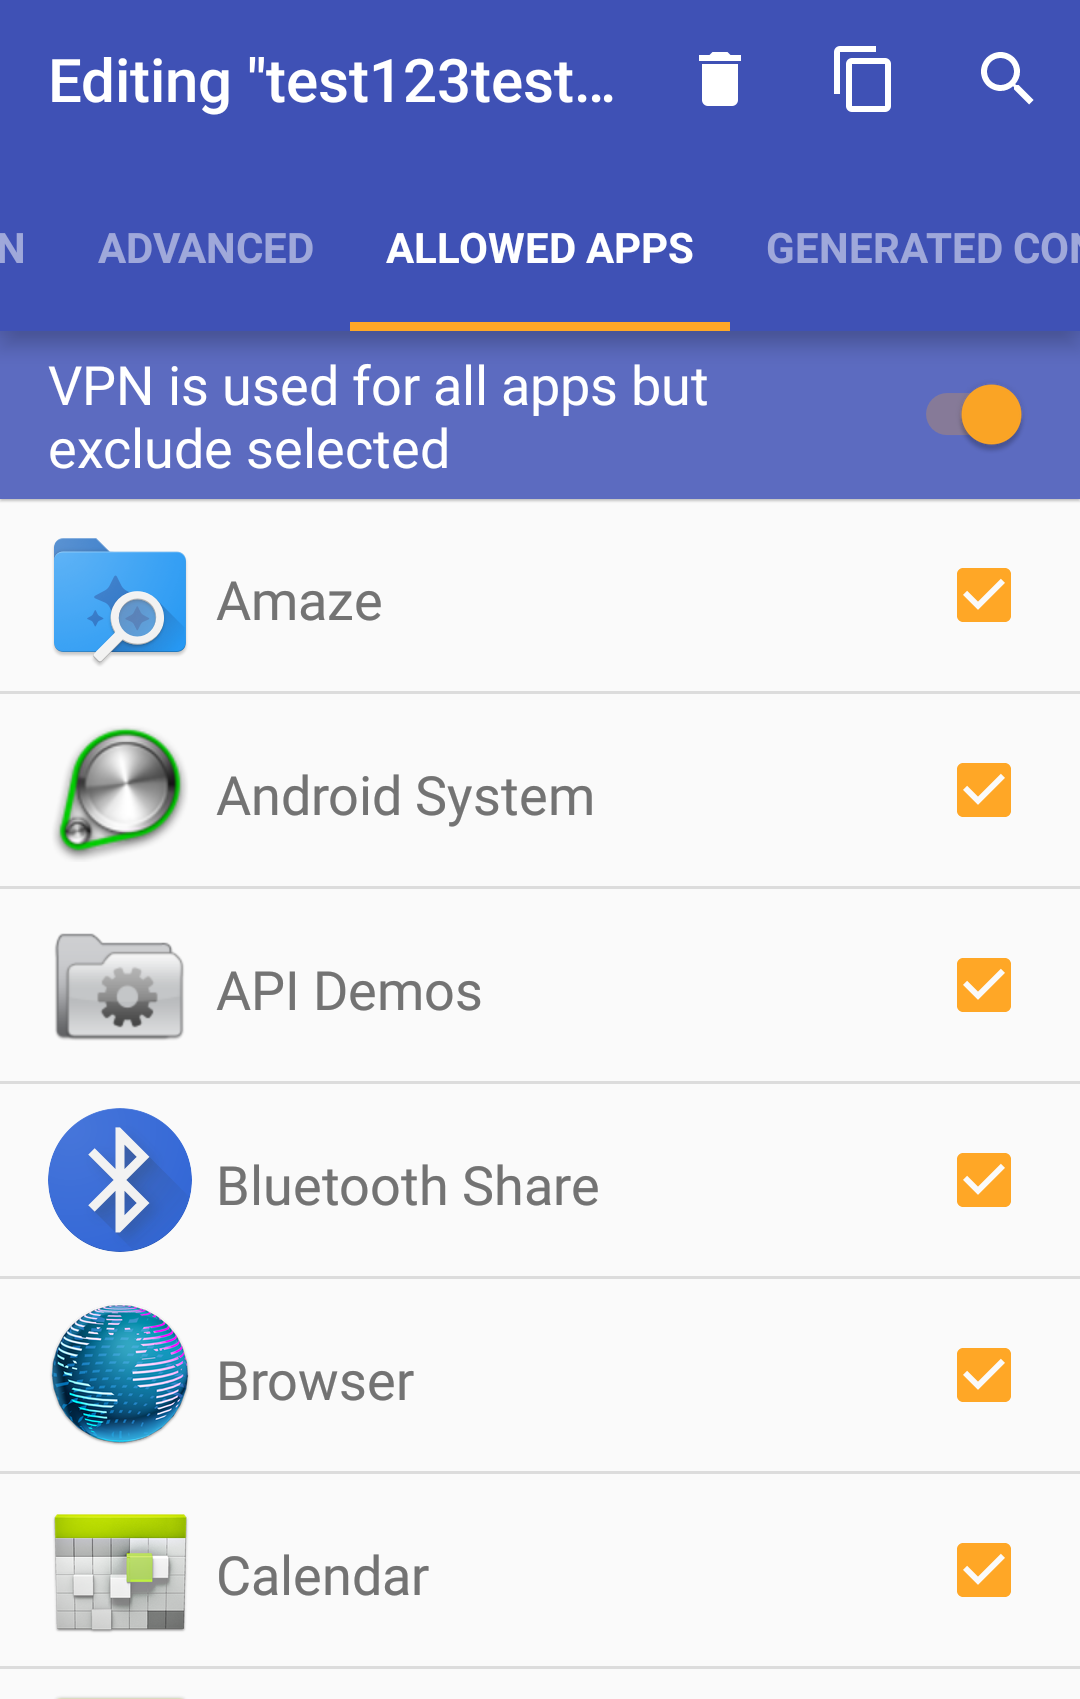 Editing "test123test...
N ADVANCED ALLOWED APPS GENERATED CON
VPN is used for all apps but
exclude selected
Amaze
Android System
API Demos
Bluetooth Share
Browser
Calendar